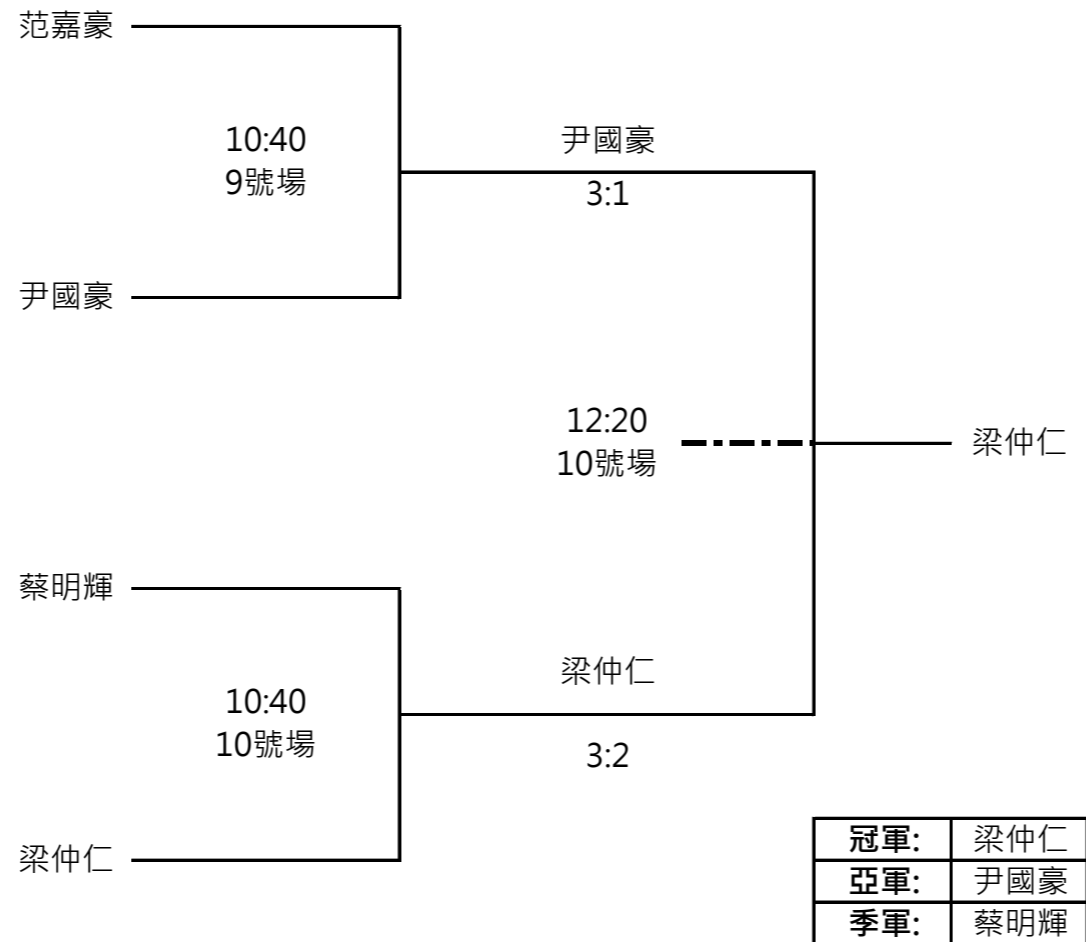 范嘉豪
10:40
9號場
尹國豪
3:1
尹國豪
12:20
10號場
梁仲仁
蔡明輝
梁仲仁
10:40
10號場
3:2
梁仲仁
冠軍: 梁仲仁
亞軍: 尹國豪
季軍: 蔡明輝